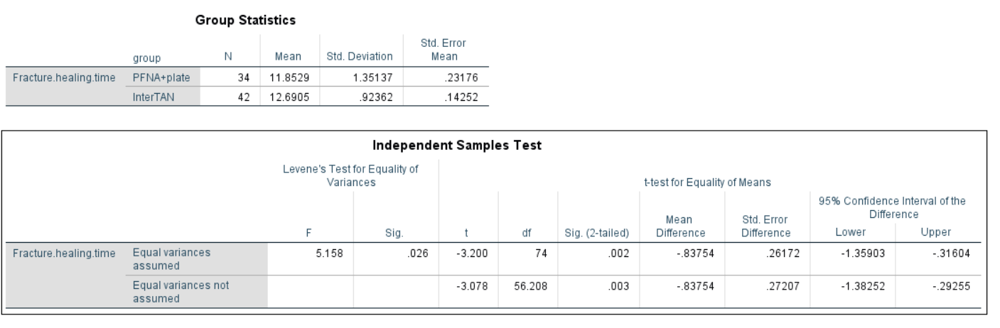 Group Statistics
group N Mean Std. Deviation Std. Error Mean
Fracture.healing.time PFNA+plate 34 11.8529 1.35137 .23176
InterTAN 42 12.6905 .92362 .14252
Independent Samples Test
Levene's Test for Equality of Variances
t-test for Equality of Means
95% Confidence Interval of the Difference
F Sig. t df Sig. (2-tailed) Mean Difference Std. Error Difference Lower Upper
Fracture.healing.time Equal variances assumed 5.158 .026 -3.200 74 .002 -.83754 .26172 -1.35903 -.31604
Equal variances not assumed -3.078 56.208 .003 -.83754 .27207 -1.38252 -.29255